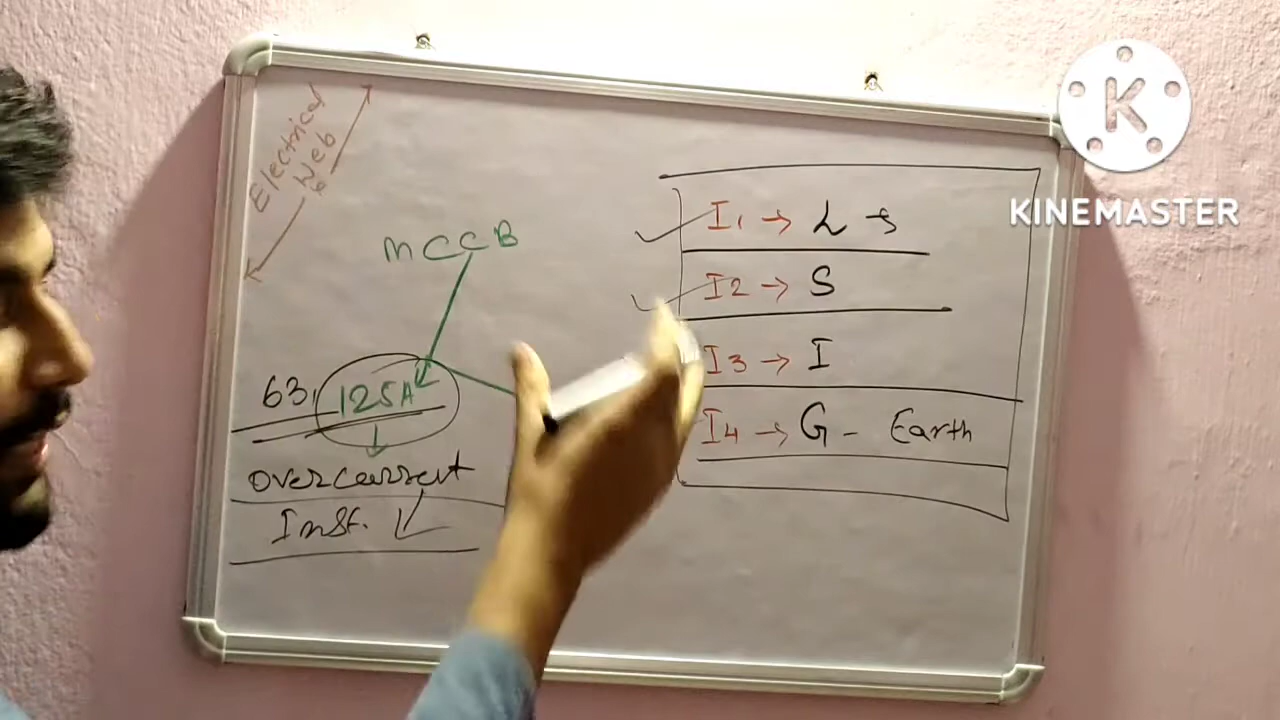 Electrical
Web
MCCB
63, 125A
Overcurrent
Inst.
I1 → L →
I2 → S
I3 → I
I4 → G - Earth
K
KINEMASTER